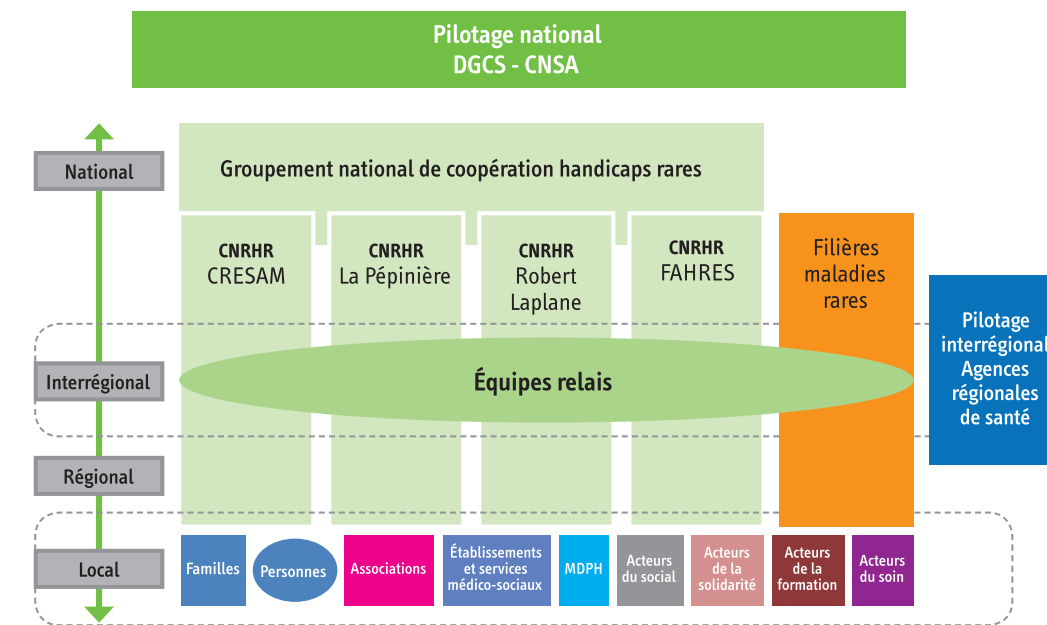 Pilotage national
DGCS - CNSA
National
Groupement national de coopération handicaps rares
CNRHR
CRESAM
CNRHR
La Pépinière
CNRHR
Robert
Laplane
CNRHR
FAHRES
Filières
maladies
rares
Pilotage
interrégional
Agences
régionales
de santé
Interrégional
Équipes relais
Régional
Local
Familles
Personnes
Associations
Établissements
et services
médico-sociaux
MDPH
Acteurs
du social
Acteurs
de la
solidarité
Acteurs
de la
formation
Acteurs
du soin